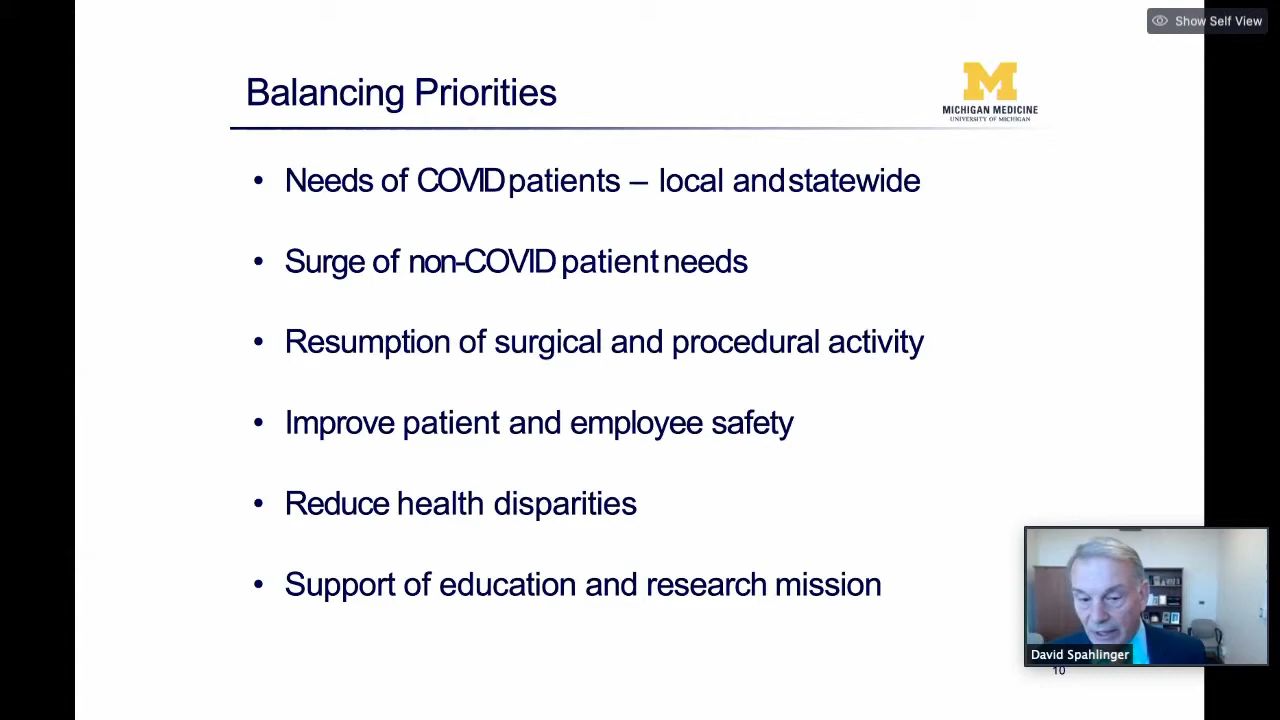 Show Self View
Balancing Priorities
MICHIGAN MEDICINE
UNIVERSITY OF MICHIGAN
• Needs of COVID patients – local and statewide
• Surge of non-COVID patient needs
• Resumption of surgical and procedural activity
• Improve patient and employee safety
• Reduce health disparities
• Support of education and research mission
David Spahlinger
10